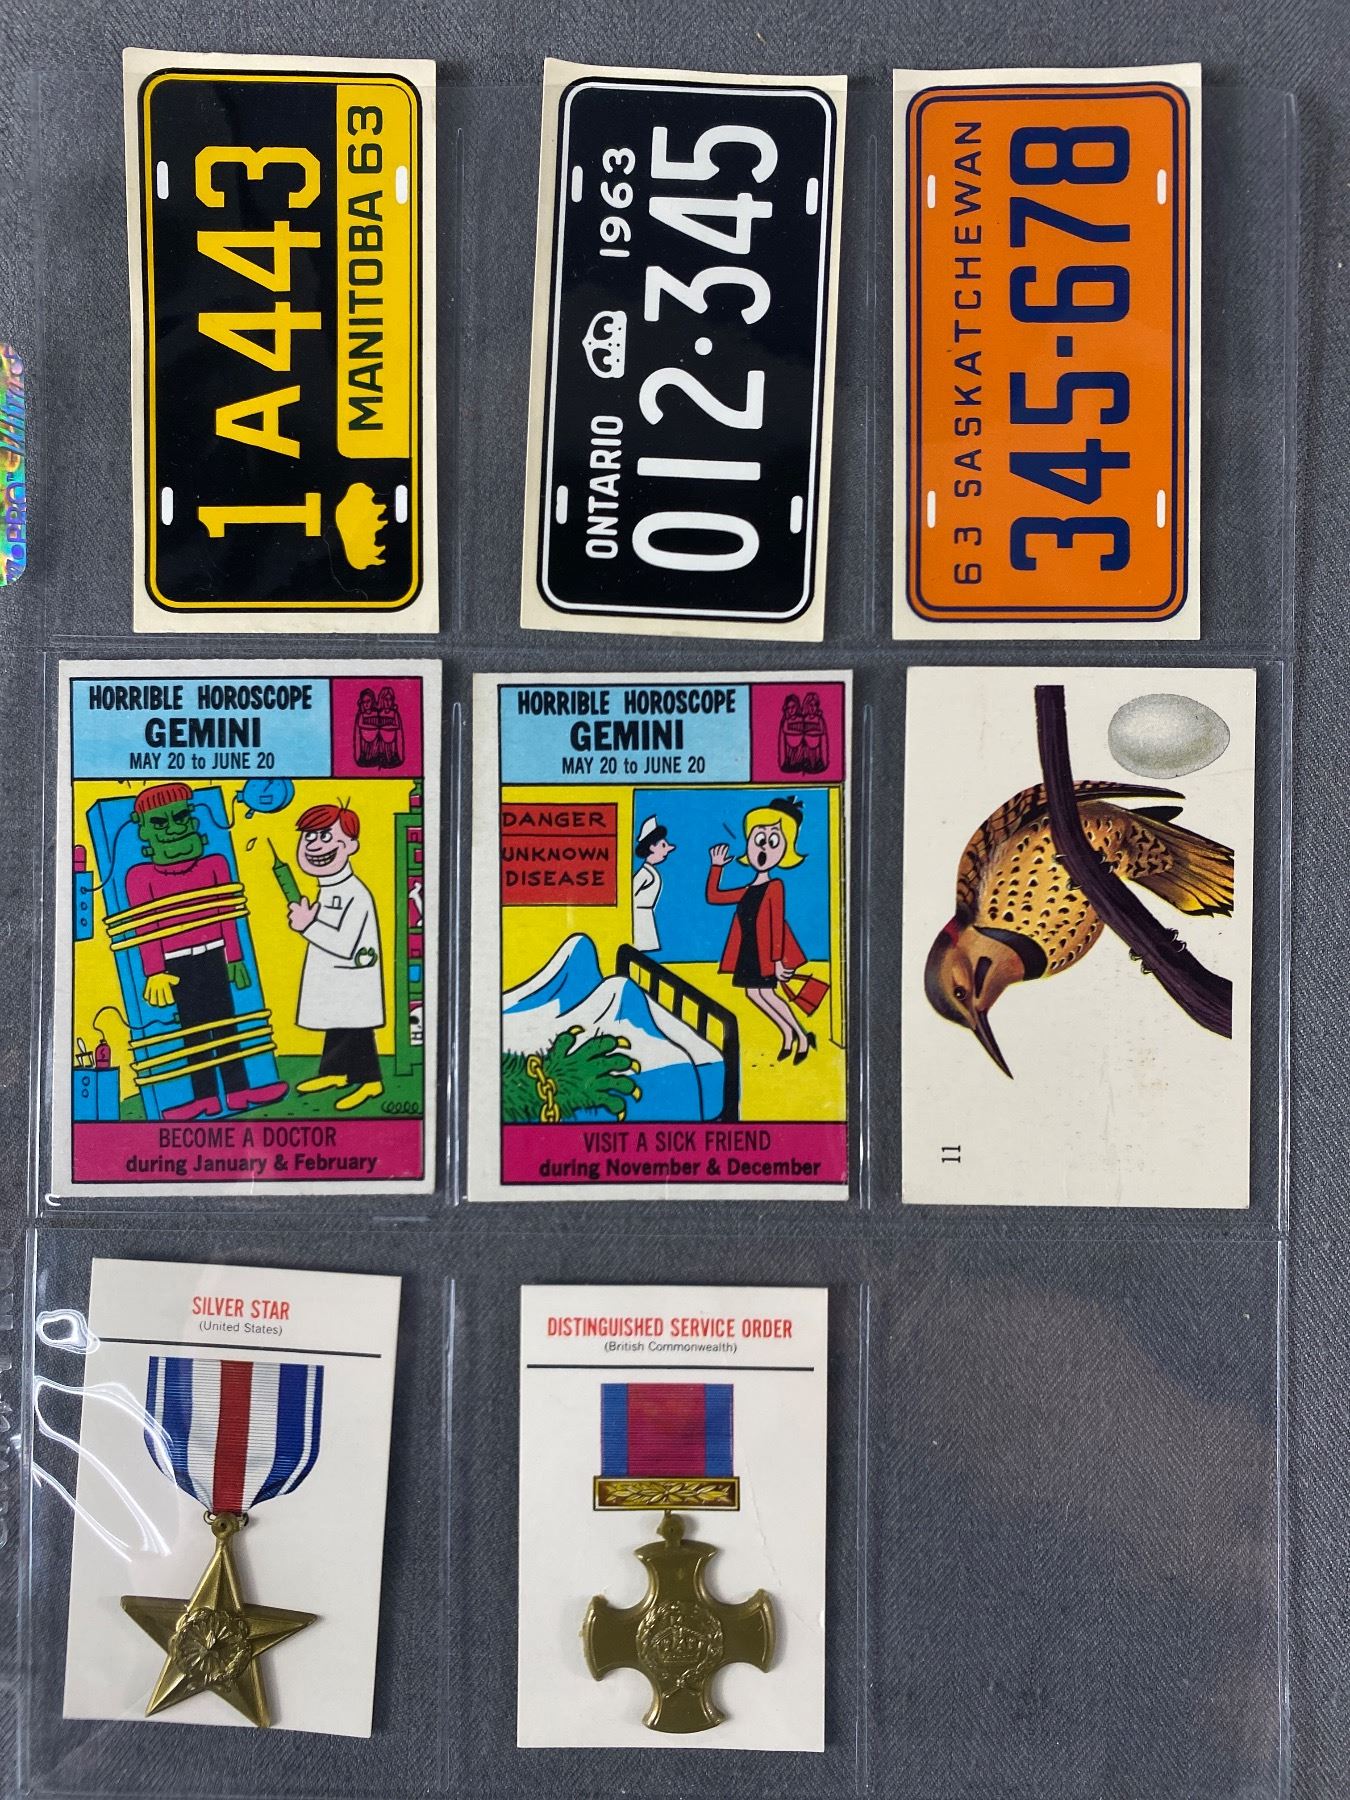 1A443
MANITOBA 63
ONTARIO 1963
012·345
63 SASKATCHEWAN
345-678
HORRIBLE HOROSCOPE
GEMINI
MAY 20 to JUNE 20
BECOME A DOCTOR
during January & February
HORRIBLE HOROSCOPE
GEMINI
MAY 20 to JUNE 20
DANGER
UNKNOWN
DISEASE
VISIT A SICK FRIEND
during November & December
11
SILVER STAR
(United States)
DISTINGUISHED SERVICE ORDER
(British Commonwealth)